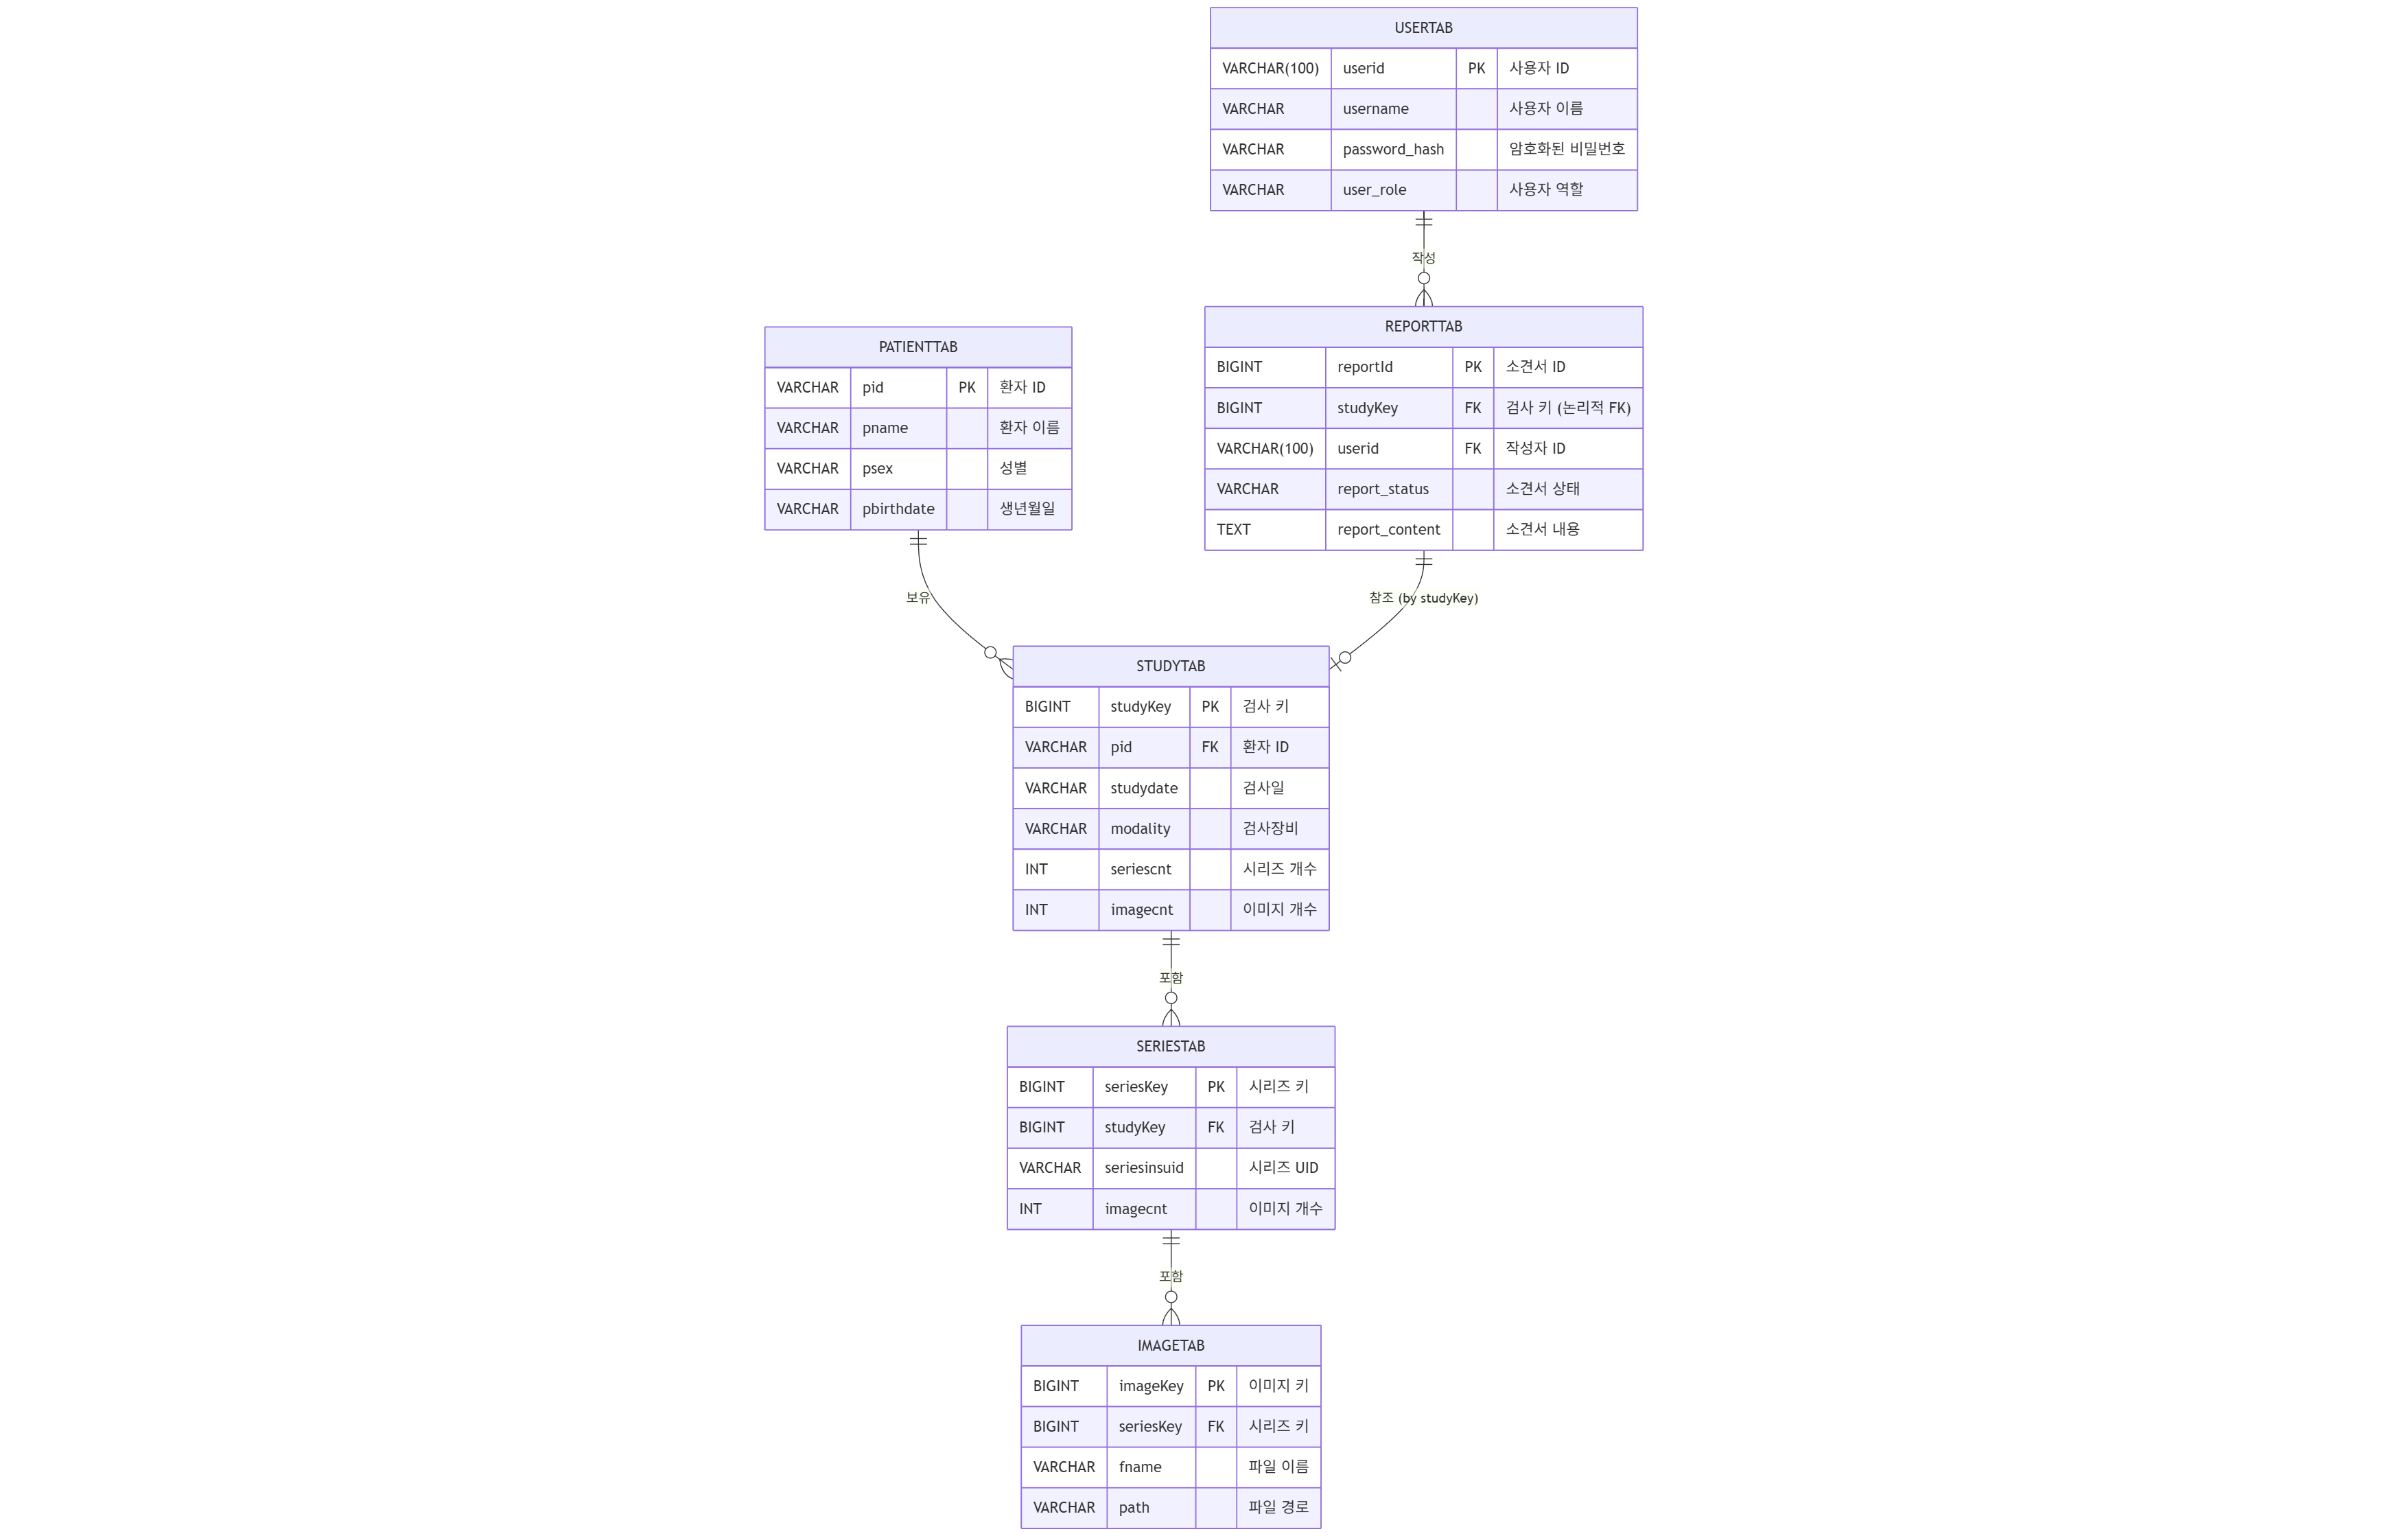 USERTAB
VARCHAR(100) userid PK 사용자 ID
VARCHAR username 사용자 이름
VARCHAR password_hash 암호화된 비밀번호
VARCHAR user_role 사용자 역할
작성
PATIENTTAB
VARCHAR pid PK 환자 ID
VARCHAR pname 환자 이름
VARCHAR psex 성별
VARCHAR pbirthdate 생년월일
REPORTTAB
BIGINT reportId PK 소견서 ID
BIGINT studyKey FK 검사 키 (논리적 FK)
VARCHAR(100) userid FK 작성자 ID
VARCHAR report_status 소견서 상태
TEXT report_content 소견서 내용
보유
참조 (by studyKey)
STUDYTAB
BIGINT studyKey PK 검사 키
VARCHAR pid FK 환자 ID
VARCHAR studydate 검사일
VARCHAR modality 검사장비
INT seriescnt 시리즈 개수
INT imagecnt 이미지 개수
포함
SERIESTAB
BIGINT seriesKey PK 시리즈 키
BIGINT studyKey FK 검사 키
VARCHAR seriesinsuid 시리즈 UID
INT imagecnt 이미지 개수
포함
IMAGETAB
BIGINT imageKey PK 이미지 키
BIGINT seriesKey FK 시리즈 키
VARCHAR fname 파일 이름
VARCHAR path 파일 경로